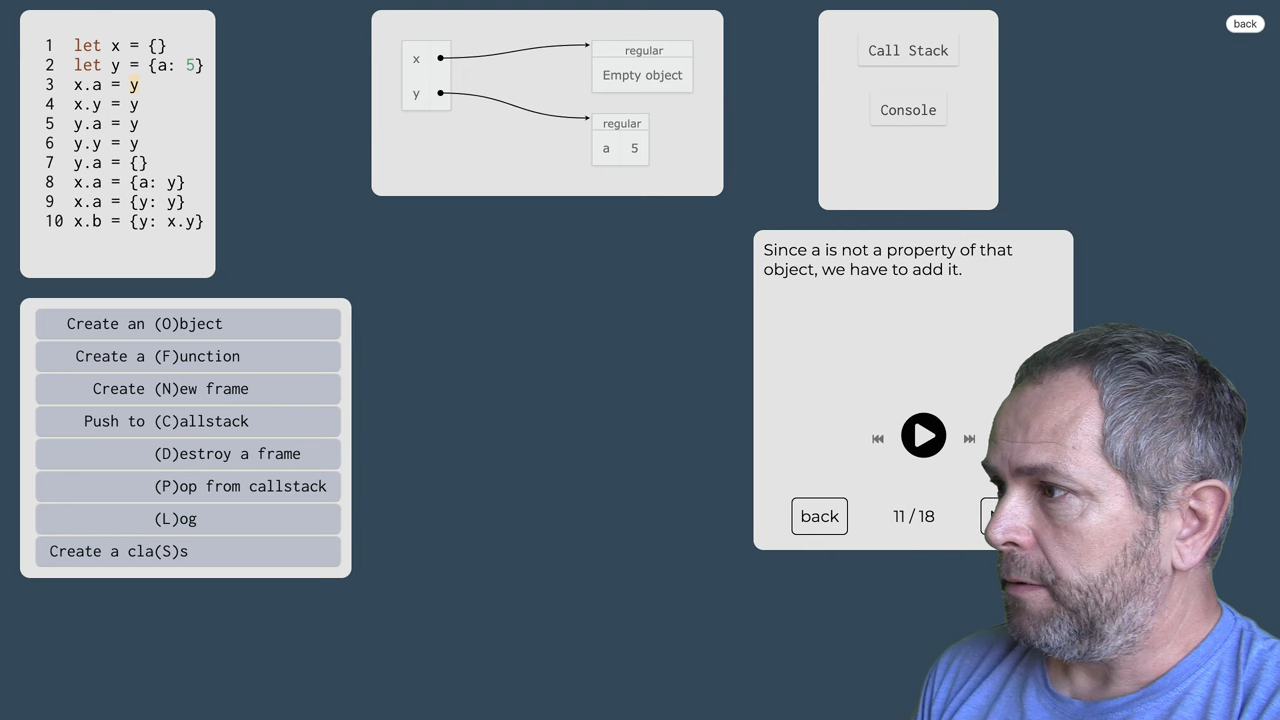 1 let x = {}
2 let y = {a: 5}
3 x.a = y
4 x.y = y
5 y.a = y
6 y.y = y
7 y.a = {}
8 x.a = {a: y}
9 x.a = {y: y}
10 x.b = {y: x.y}
Create an (O)bject
Create a (F)unction
Create (N)ew frame
Push to (C)allstack
(D)estroy a frame
(P)op from callstack
(L)og
Create a cla(S)s
x
y
regular
Empty object
regular
a 5
Call Stack
Console
back
Since a is not a property of that
object, we have to add it.
back 11 / 18